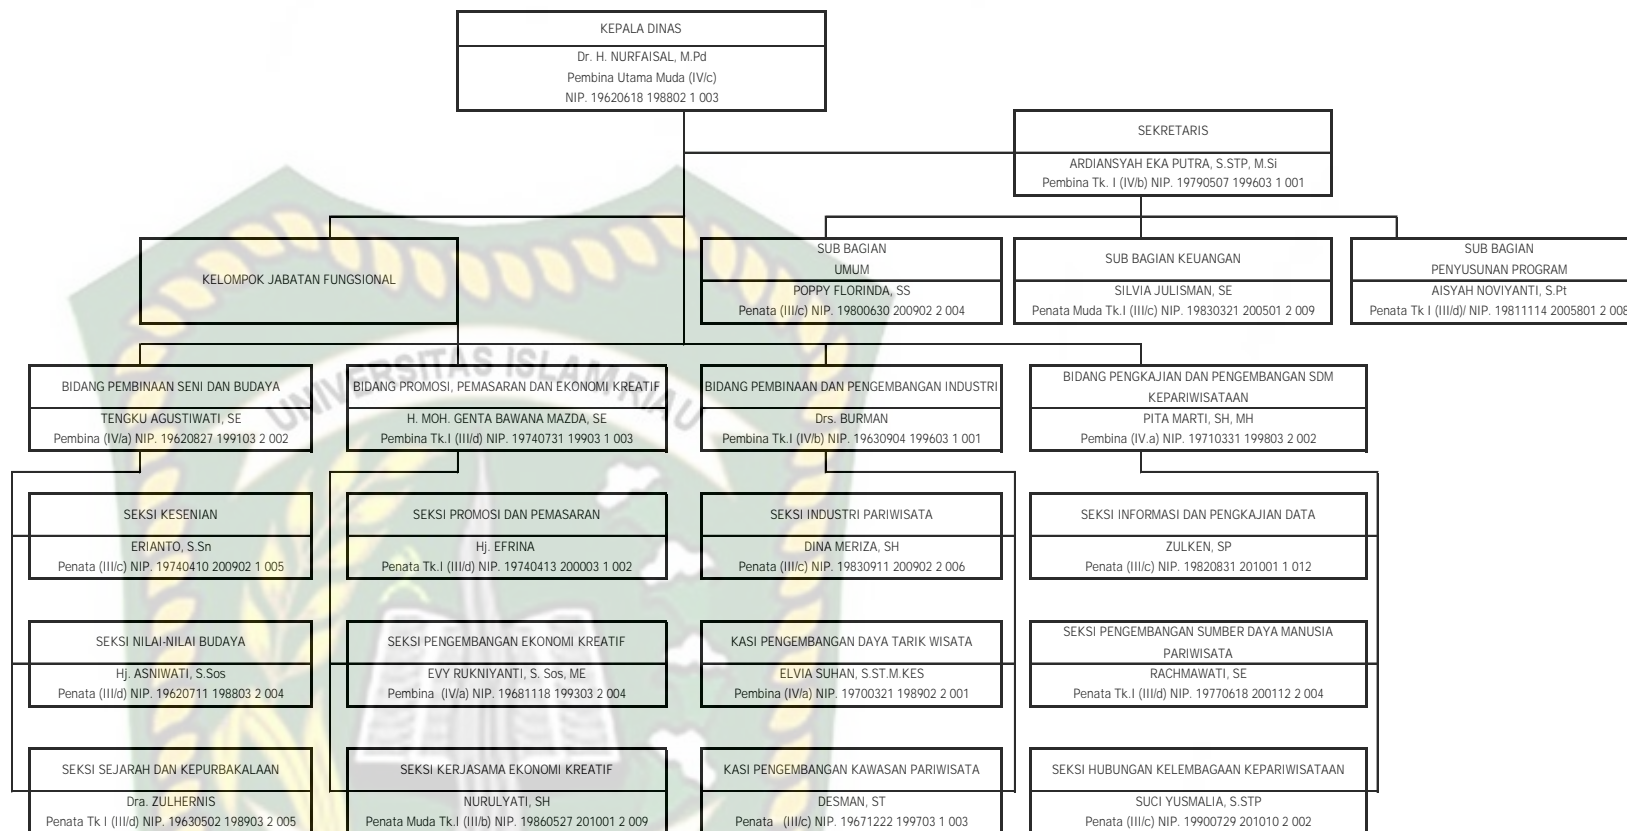 KEPALA DINAS
Dr. H. NURFAISAL, M.Pd
Pembina Utama Muda (IV/c)
NIP. 19620618 198802 1 003
SEKRETARIS
ARDIANSYAH EKA PUTRA, S.STP, M.Si
Pembina Tk. I (IV/b) NIP. 19790507 199603 1 001
KELOMPOK JABATAN FUNGSIONAL
SUB BAGIAN
UMUM
POPPY FLORINDA, SS
Penata (III/c) NIP. 19800630 200902 2 004
SUB BAGIAN KEUANGAN
SILVIA JULISMAN, SE
Penata Muda Tk.I (III/c) NIP. 19830321 200501 2 009
SUB BAGIAN
PENYUSUNAN PROGRAM
AISYAH NOVIYANTI, S.Pt
Penata Tk I (III/d)/ NIP. 19811114 2005801 2 008
UNIVERSITAS ISLAM RIAU
BIDANG PEMBINAAN SENI DAN BUDAYA
TENGKU AGUSTIWATI, SE
Pembina (IV/a) NIP. 19620827 199103 2 002
BIDANG PROMOSI, PEMASARAN DAN EKONOMI KREATIF
H. MOH. GENTA BAWANA MAZDA, SE
Pembina Tk.I (III/d) NIP. 19740731 19903 1 003
BIDANG PEMBINAAN DAN PENGEMBANGAN INDUSTRI
Drs. BURMAN
Pembina Tk.I (IV/b) NIP. 19630904 199603 1 001
BIDANG PENGKAJIAN DAN PENGEMBANGAN SDM
KEPARIWISATAAN
PITA MARTI, SH, MH
Pembina (IV.a) NIP. 19710331 199803 2 002
SEKSI KESENIAN
ERIANTO, S.Sn
Penata (III/c) NIP. 19740410 200902 1 005
SEKSI PROMOSI DAN PEMASARAN
Hj. EFRINA
Penata Tk.I (III/d) NIP. 19740413 200003 1 002
SEKSI INDUSTRI PARIWISATA
DINA MERIZA, SH
Penata (III/c) NIP. 19830911 200902 2 006
SEKSI INFORMASI DAN PENGKAJIAN DATA
ZULKEN, SP
Penata (III/c) NIP. 19820831 201001 1 012
SEKSI NILAI-NILAI BUDAYA
Hj. ASNIWATI, S.Sos
Penata (III/d) NIP. 19620711 198803 2 004
SEKSI PENGEMBANGAN EKONOMI KREATIF
EVY RUKNIYANTI, S. Sos, ME
Pembina (IV/a) NIP. 19681118 199303 2 004
KASI PENGEMBANGAN DAYA TARIK WISATA
ELVIA SUHAN, S.ST.M.KES
Pembina (IV/a) NIP. 19700321 198902 2 001
SEKSI PENGEMBANGAN SUMBER DAYA MANUSIA
PARIWISATA
RACHMAWATI, SE
Penata Tk.I (III/d) NIP. 19770618 200112 2 004
SEKSI SEJARAH DAN KEPURBAKALAAN
Dra. ZULHERNIS
Penata Tk I (III/d) NIP. 19630502 198903 2 005
SEKSI KERJASAMA EKONOMI KREATIF
NURULYATI, SH
Penata Muda Tk.I (III/b) NIP. 19860527 201001 2 009
KASI PENGEMBANGAN KAWASAN PARIWISATA
DESMAN, ST
Penata (III/c) NIP. 19671222 199703 1 003
SEKSI HUBUNGAN KELEMBAGAAN KEPARIWISATAAN
SUCI YUSMALIA, S.STP
Penata (III/c) NIP. 19900729 201010 2 002